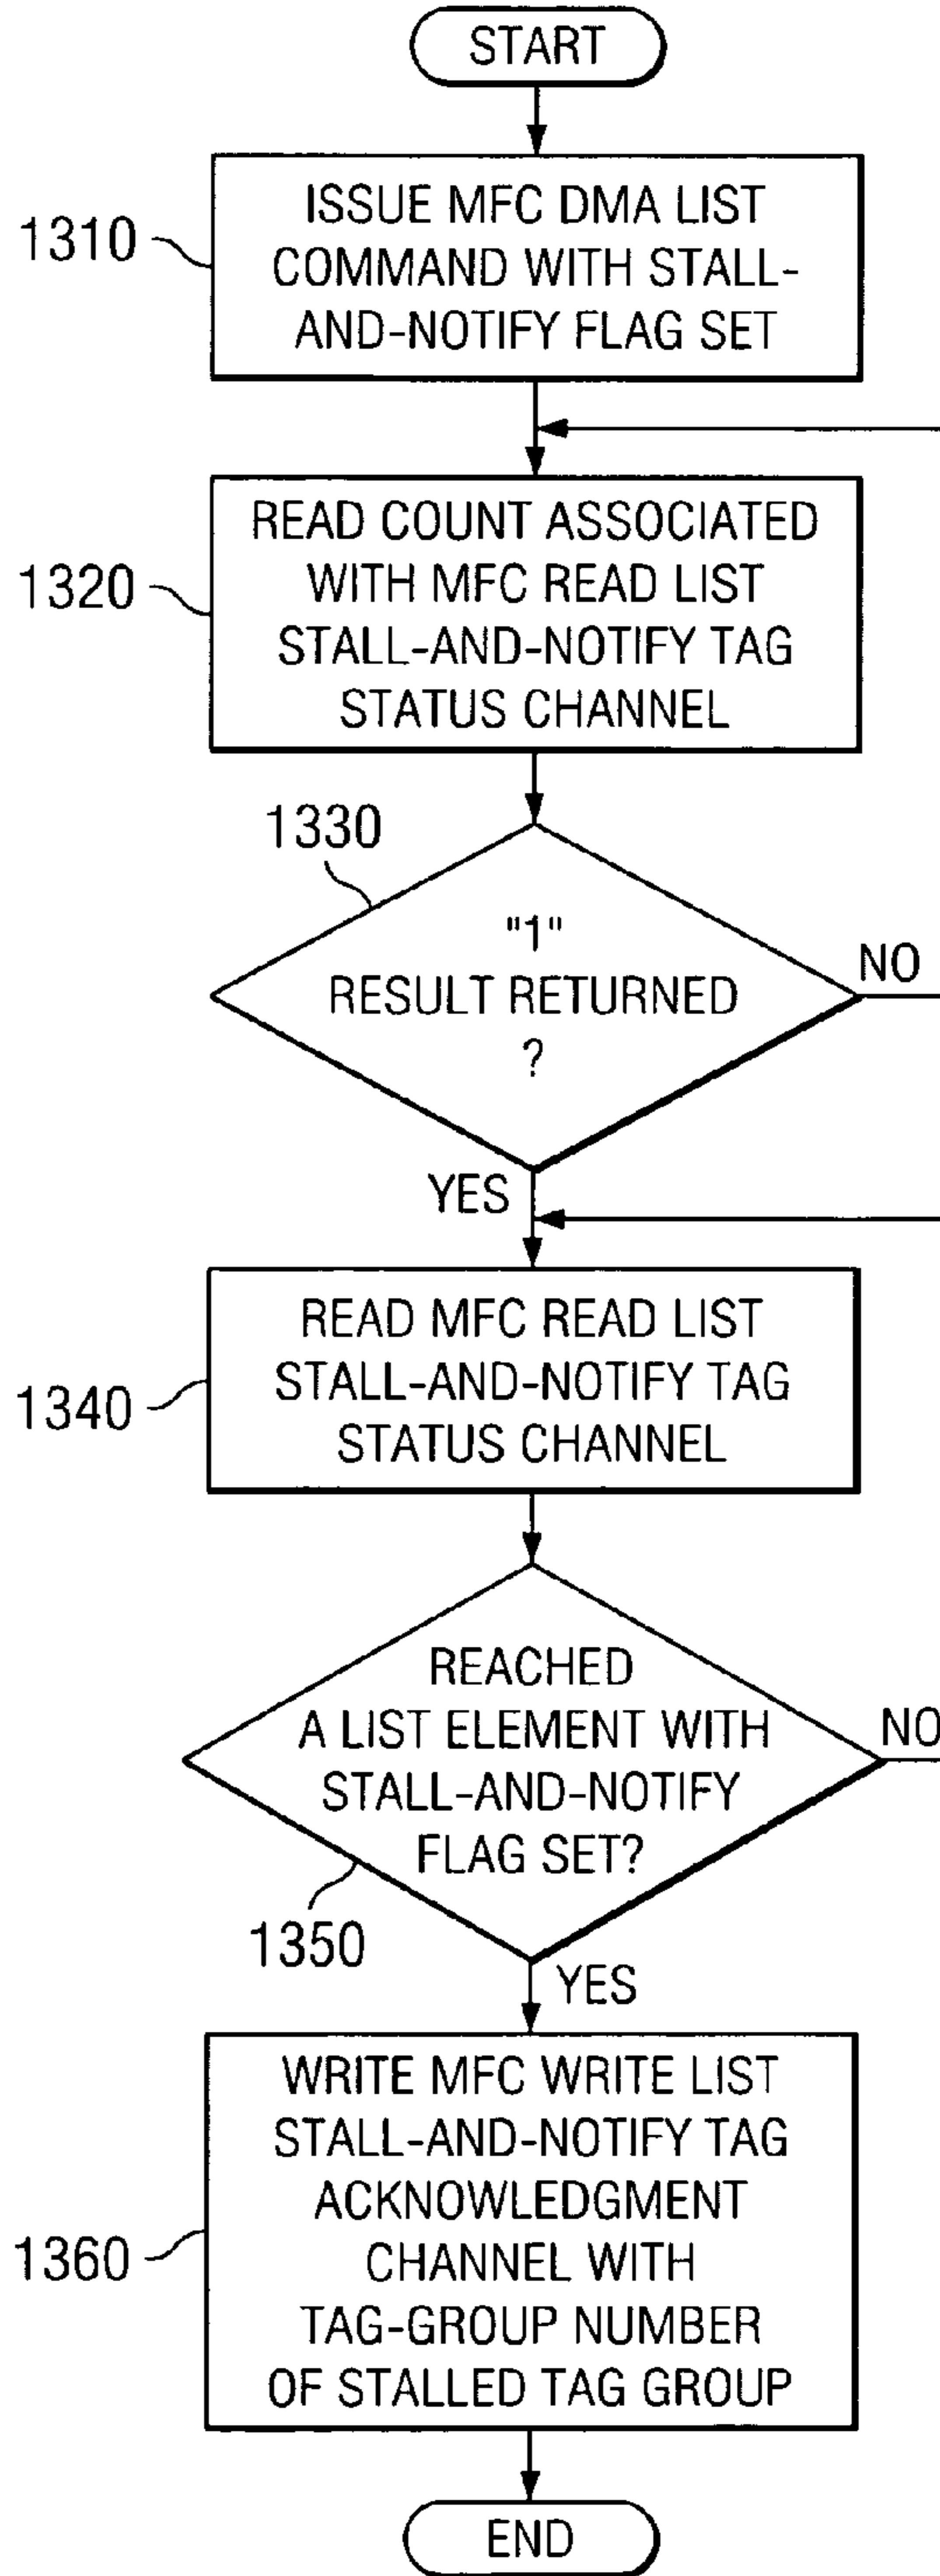 START
1310
ISSUE MFC DMA LIST
COMMAND WITH STALL-
AND-NOTIFY FLAG SET
1320
READ COUNT ASSOCIATED
WITH MFC READ LIST
STALL-AND-NOTIFY TAG
STATUS CHANNEL
1330
"1"
RESULT RETURNED
?
NO
YES
1340
READ MFC READ LIST
STALL-AND-NOTIFY TAG
STATUS CHANNEL
REACHED
A LIST ELEMENT WITH
STALL-AND-NOTIFY
FLAG SET?
NO
1350
YES
1360
WRITE MFC WRITE LIST
STALL-AND-NOTIFY TAG
ACKNOWLEDGMENT
CHANNEL WITH
TAG-GROUP NUMBER
OF STALLED TAG GROUP
END